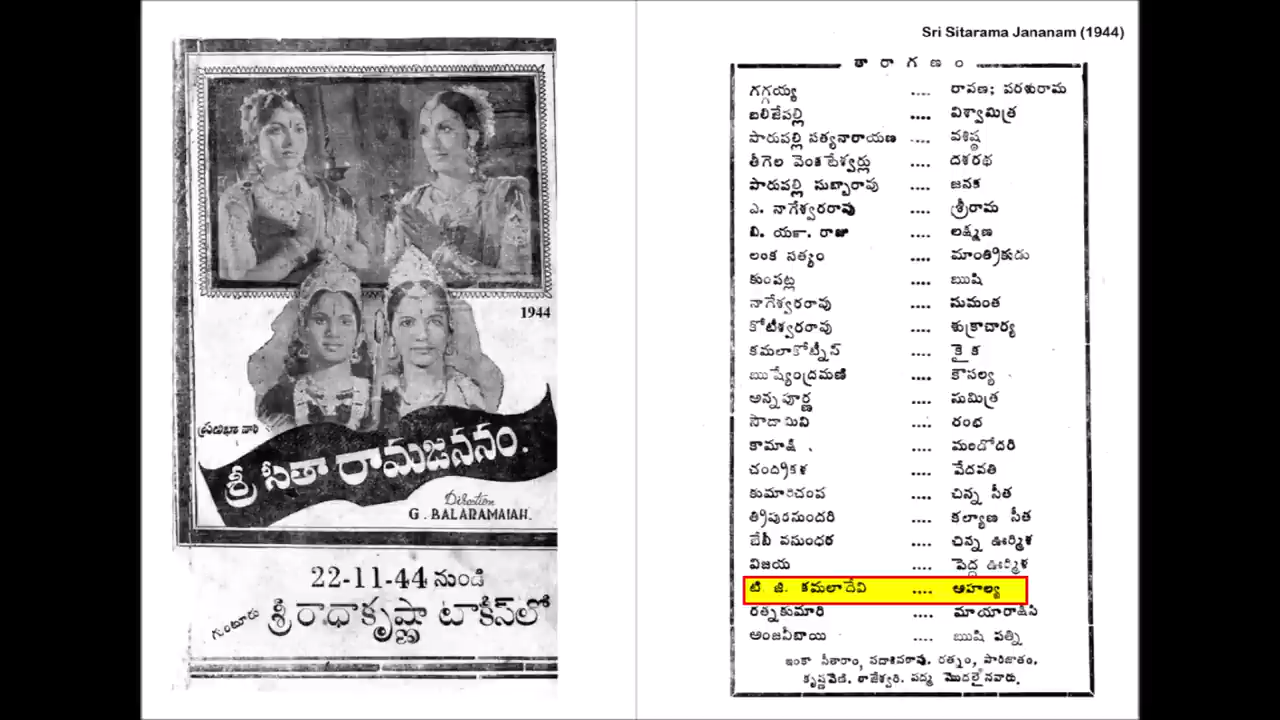 1944
ప్రతిభా వారి
శ్రీ సీతా రామజననం.
Direction
G. BALARAMAIAH.
22-11-44 నుండి
గుంటూరు శ్రీ రాధాకృష్ణా టాకీస్‌లో
Sri Sitarama Jananam (1944)
తారాగణం
గగ్గయ్య .... రావణ; పరశురామ
బలిజేపల్లి .... విశ్వామిత్ర
పారుపల్లి సత్యనారాయణ .... వశిష్ఠ
తీగెల వెంకటేశ్వర్లు .... దశరథ
పారుపల్లి సుబ్బారావు .... జనక
ఎ. నాగేశ్వరరావు .... శ్రీరామ
వి. యకా. రాజు .... లక్ష్మణ
లంక సత్యం .... మాంత్రికుడు
కుంపట్ల .... ఋషి
నాగేశ్వరరావు .... సుమంత
కోటేశ్వరరావు .... శుక్రాచార్య
కమలాకోట్నీస్ .... కైక
ఋష్యేంద్రమణి .... కౌసల్య
అన్నపూర్ణ .... సుమిత్ర
సౌదామిని .... రంభ
కామాక్షి .... మండోదరి
చంద్రికళ .... వేదవతి
కుమారిచంప .... చిన్న సీత
త్రిపురసుందరి .... కల్యాణ సీత
బేబీ వసుంధర .... చిన్న ఊర్మిళ
విజయ .... పెద్ద ఊర్మిళ
టి. జి. కమలాదేవి .... అహల్య
రత్నకుమారి .... మాయారాక్షసి
అంజనీబాయి .... ఋషి పత్ని
ఇంకా సీతారాం, సదాశివరావు. రత్నం, పారిజాతం,
కృష్ణవేణి. రాజేశ్వరి. పద్మ మొదలైనవారు.